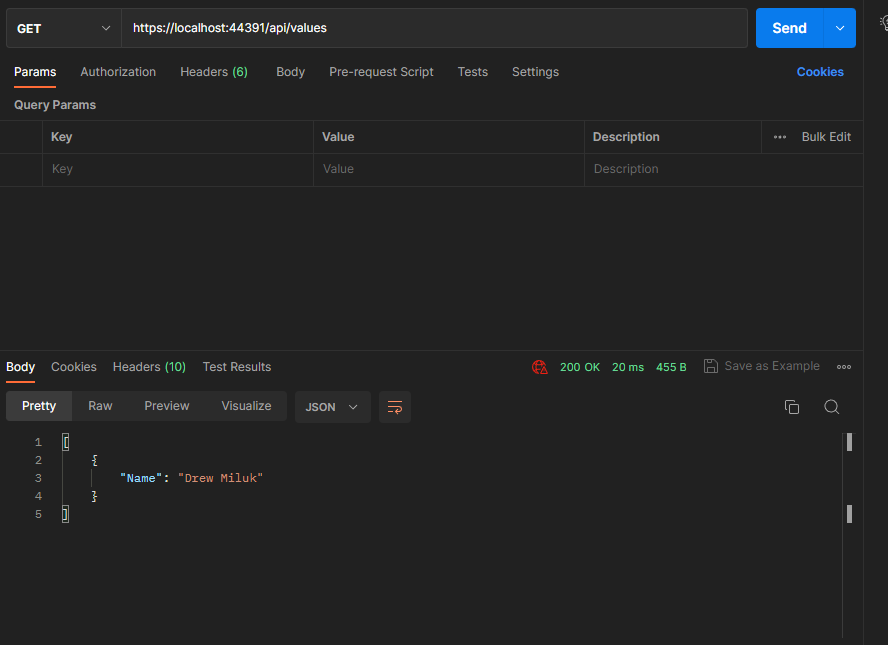 GET https://localhost:44391/api/values Send
Params Authorization Headers (6) Body Pre-request Script Tests Settings Cookies
Query Params
Key Value Description ••• Bulk Edit
Key Value Description
Body Cookies Headers (10) Test Results 200 OK 20 ms 455 B Save as Example
Pretty Raw Preview Visualize JSON
1 [
2 {
3 "Name": "Drew Miluk"
4 }
5 ]